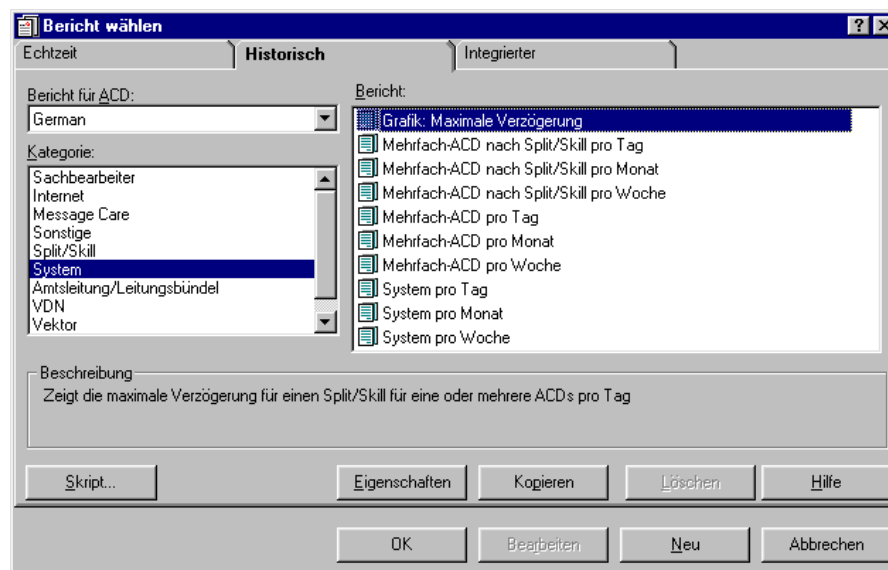 Bericht wählen
Echtzeit
Historisch
Integrierter
Bericht für ACD:
German
Kategorie:
Sachbearbeiter
Internet
Message Care
Sonstige
Split/Skill
System
Amtsleitung/Leitungsbündel
VDN
Vektor
Bericht:
Grafik: Maximale Verzögerung
Mehrfach-ACD nach Split/Skill pro Tag
Mehrfach-ACD nach Split/Skill pro Monat
Mehrfach-ACD nach Split/Skill pro Woche
Mehrfach-ACD pro Tag
Mehrfach-ACD pro Monat
Mehrfach-ACD pro Woche
System pro Tag
System pro Monat
System pro Woche
Beschreibung
Zeigt die maximale Verzögerung für einen Split/Skill für eine oder mehrere ACDs pro Tag
Skript...
Eigenschaften
Kopieren
Löschen
Hilfe
OK
Bearbeiten
Neu
Abbrechen